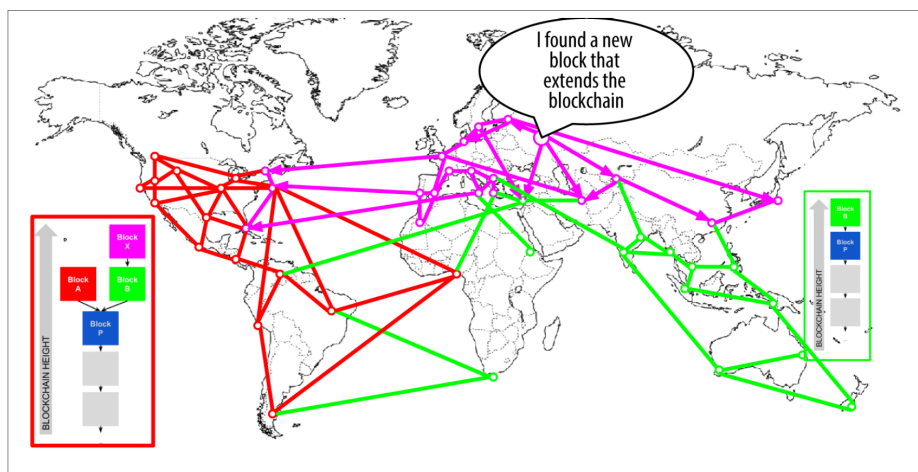 I found a new
block that
extends the
blockchain
BLOCKCHAIN HEIGHT
Block
X
Block
A
Block
B
Block
P
BLOCKCHAIN HEIGHT
Block
B
Block
P